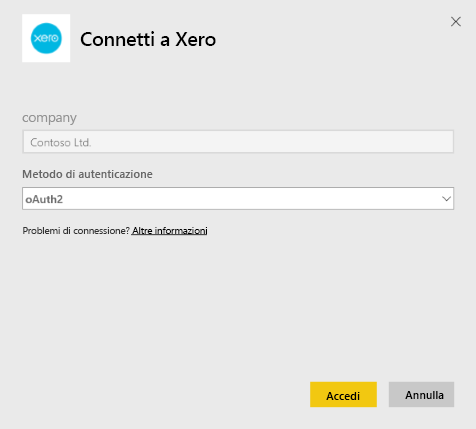 xero
Connetti a Xero
company
Contoso Ltd.
Metodo di autenticazione
oAuth2
Problemi di connessione? Altre informazioni
Accedi
Annulla